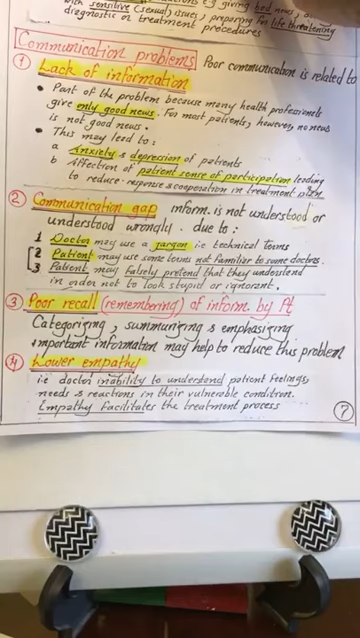 with sensitive (sexual) issues, preparing for life threatening
diagnostic or treatment procedures
Communication problems Poor communication is related to
① Lack of information
• Part of the problem because many health professionals
give only good news. For most patients, however, no news
is not good news.
• This may lead to:
a Anxiety & depression of patients
b Affection of patient sense of participation leading
to reduce response & cooperation in treatment plan
② Communication gap inform. is not understood or
understood wrongly. due to:
1 Doctor may use a jargon ie technical terms
2 Patient may use some terms not familiar to some doctors.
3 Patient may falsely pretend that they understand
in order not to look stupid or ignorant.
③ Poor recall (remembering) of inform. by Pt
Categorizing, summurizing & emphasizing
important information may help to reduce this problem
④ Lower empathy
ie doctor inability to understand patient feelings,
needs & reactions in their vulnerable condition.
Empathy facilitates the treatment process
⑦